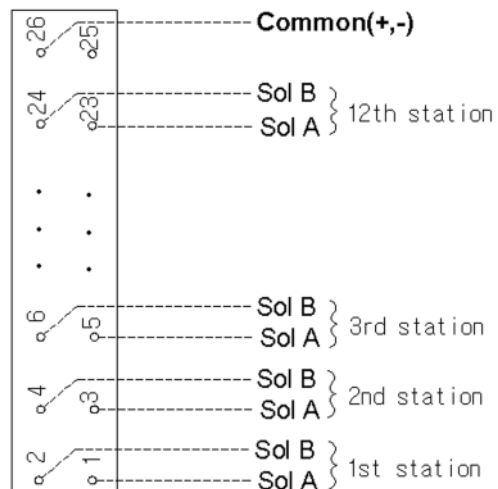 26 25 Common(+,-)
24 23 Sol B
Sol A
12th station
6 5 Sol B
Sol A
3rd station
4 3 Sol B
Sol A
2nd station
2 1 Sol B
Sol A
1st station